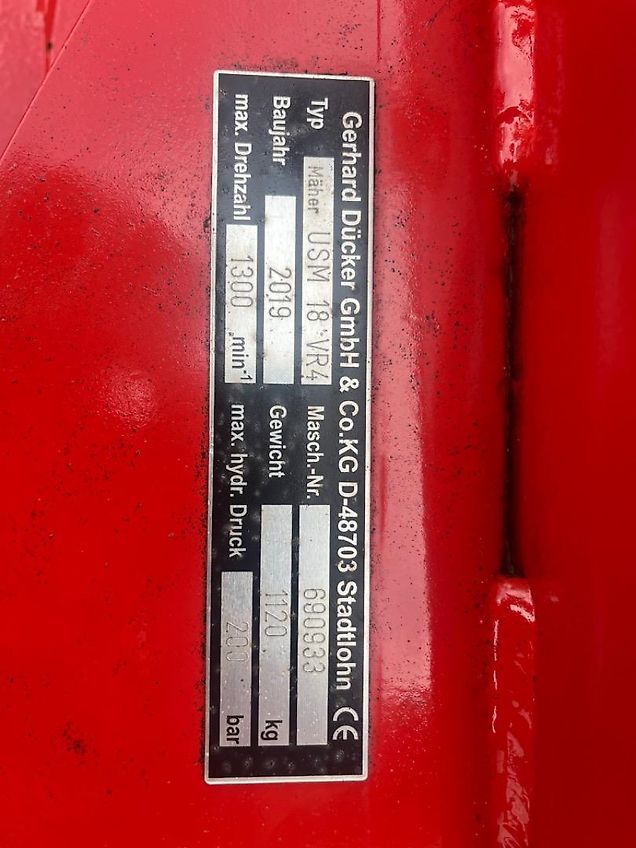 Gerhard Dücker GmbH & Co.KG D-48703 Stadtlohn CE
Typ Mäher USM 18 VR4 Masch.-Nr. 690933
Baujahr 2019 Gewicht 1120 kg
max. Drehzahl 1300 min-1 max. hydr. Druck 200 bar